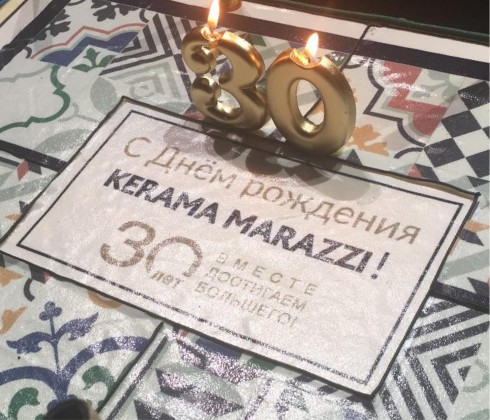 30
С Днём рождения
KERAMA MARAZZI!
30 лет
ВМЕСТЕ
ДОСТИГАЕМ
БОЛЬШЕГО!